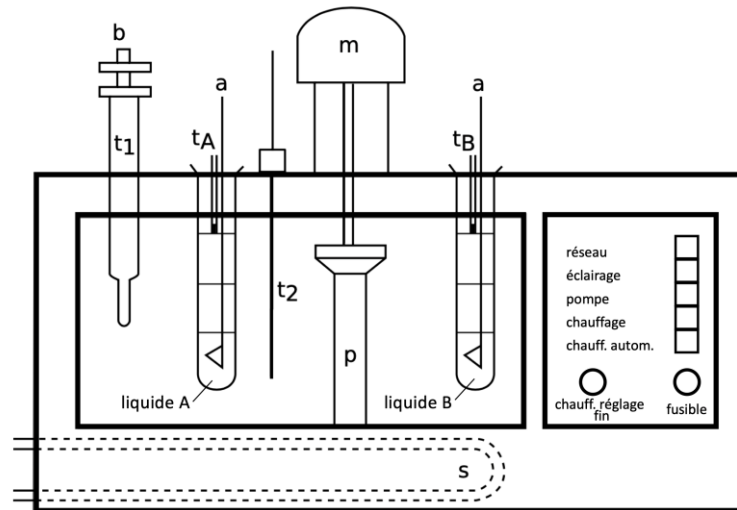 b
m
a
a
t1
tA
tB
t2
p
réseau
éclairage
pompe
chauffage
chauff. autom.
liquide A
liquide B
chauff. réglage
fin
fusible
s